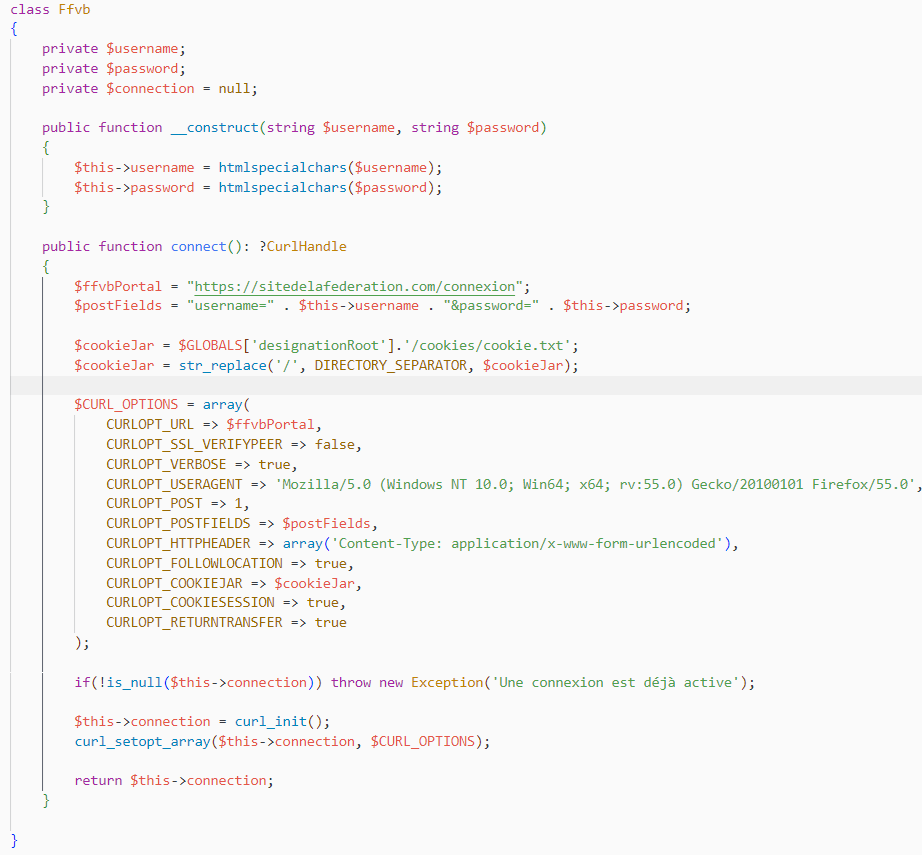 class Ffvb
{
    private $username;
    private $password;
    private $connection = null;

    public function __construct(string $username, string $password)
    {
        $this->username = htmlspecialchars($username);
        $this->password = htmlspecialchars($password);
    }

    public function connect(): ?CurlHandle
    {
        $ffvbPortal = "https://sitedelafederation.com/connexion";
        $postFields = "username=" . $this->username . "&password=" . $this->password;

        $cookieJar = $GLOBALS['designationRoot'].'/cookies/cookie.txt';
        $cookieJar = str_replace('/', DIRECTORY_SEPARATOR, $cookieJar);

        $CURL_OPTIONS = array(
            CURLOPT_URL => $ffvbPortal,
            CURLOPT_SSL_VERIFYPEER => false,
            CURLOPT_VERBOSE => true,
            CURLOPT_USERAGENT => 'Mozilla/5.0 (Windows NT 10.0; Win64; x64; rv:55.0) Gecko/20100101 Firefox/55.0',
            CURLOPT_POST => 1,
            CURLOPT_POSTFIELDS => $postFields,
            CURLOPT_HTTPHEADER => array('Content-Type: application/x-www-form-urlencoded'),
            CURLOPT_FOLLOWLOCATION => true,
            CURLOPT_COOKIEJAR => $cookieJar,
            CURLOPT_COOKIESESSION => true,
            CURLOPT_RETURNTRANSFER => true
        );

        if(!is_null($this->connection)) throw new Exception('Une connexion est déjà active');

        $this->connection = curl_init();
        curl_setopt_array($this->connection, $CURL_OPTIONS);

        return $this->connection;
    }

}